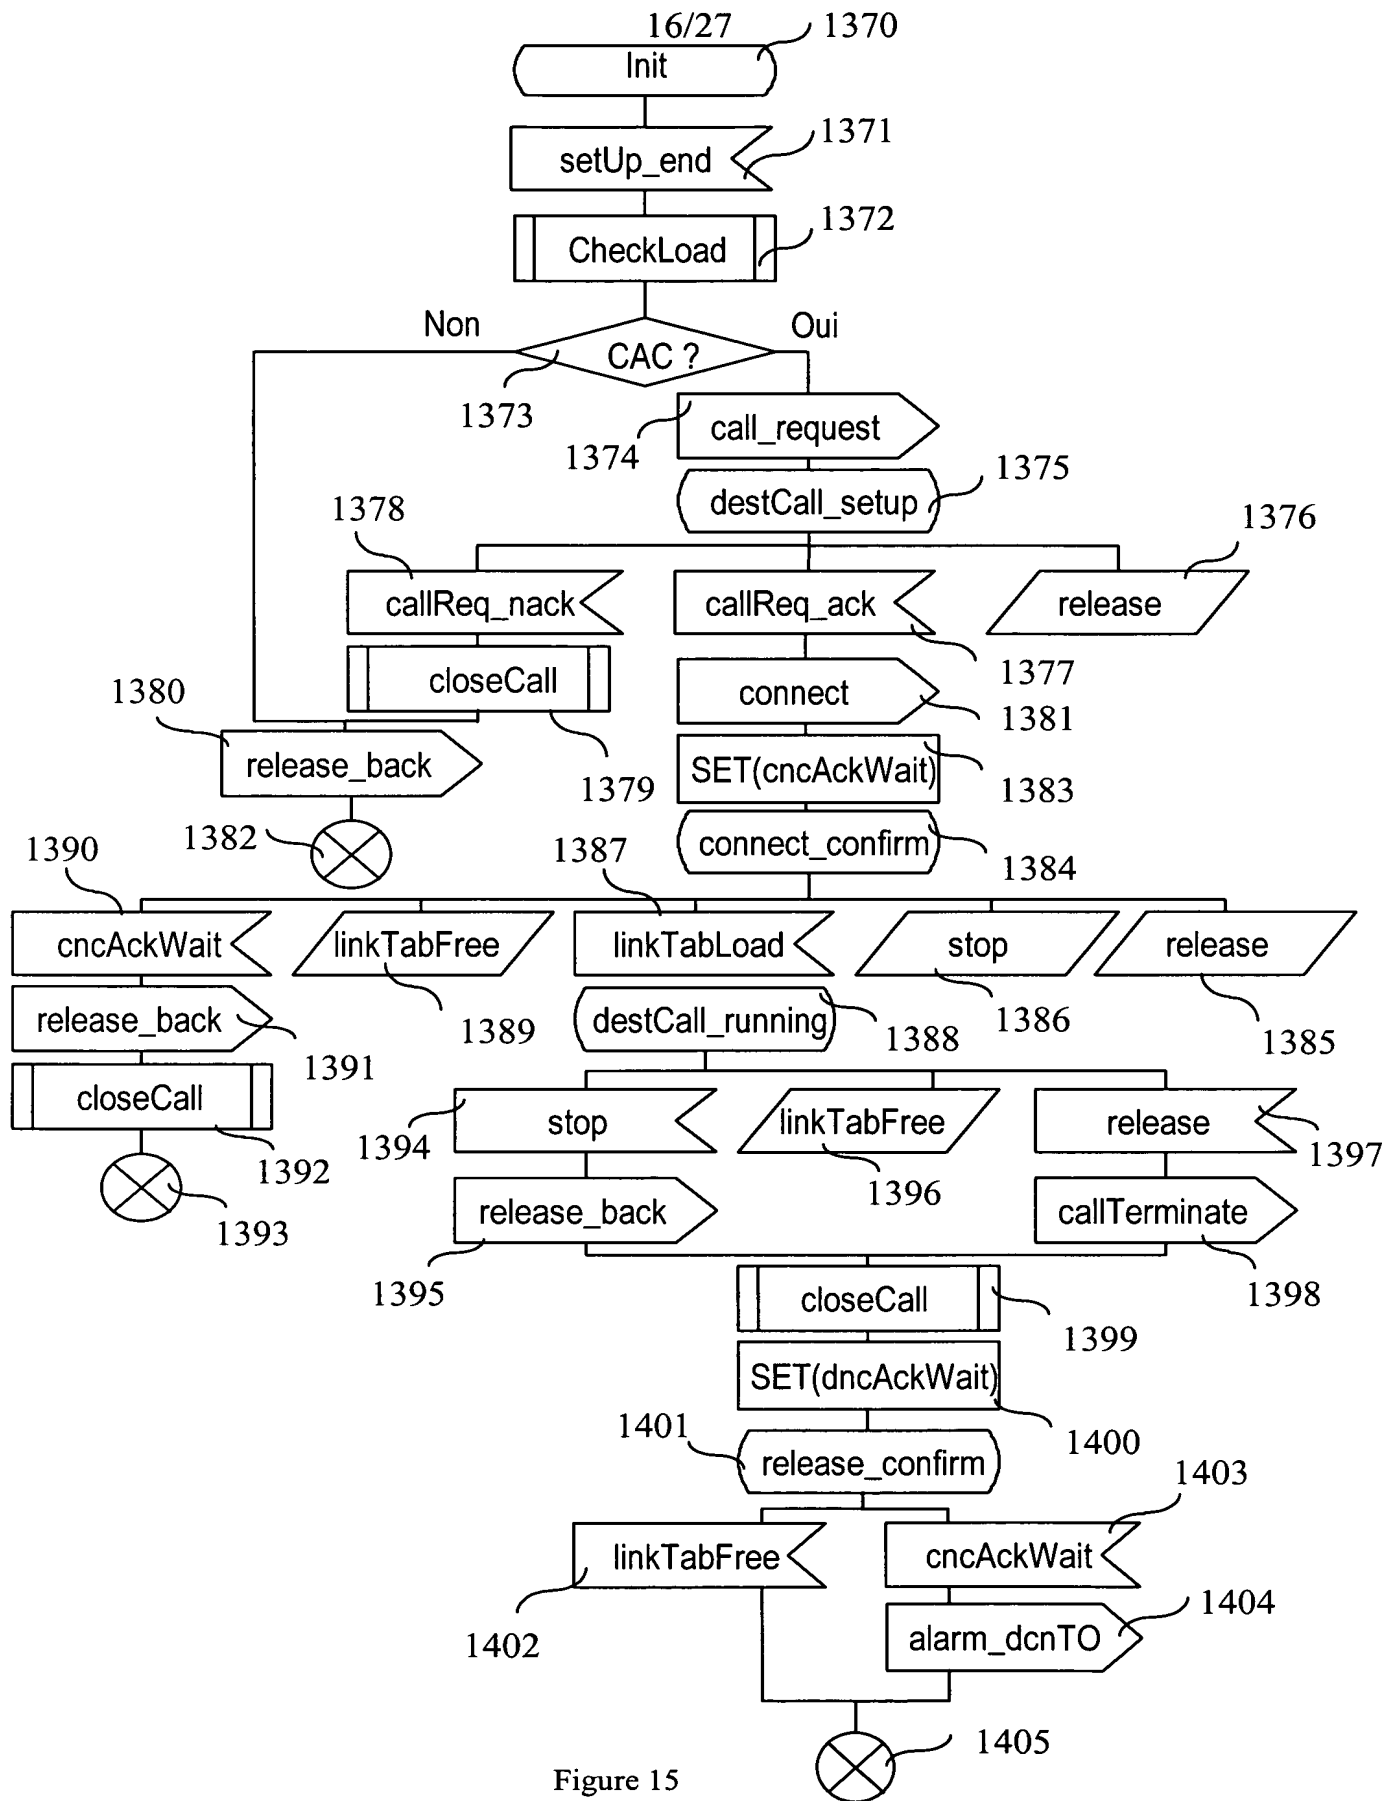 16/27
1370
Init
1371
setUp_end
1372
CheckLoad
Non
Oui
CAC ?
1373
call_request
1374
1375
destCall_setup
1378
1376
callReq_nack
callReq_ack
release
1377
closeCall
connect
1380
1381
release_back
SET(cncAckWait)
1379
1383
1382
connect_confirm
1390
1387
1384
cncAckWait
linkTabFree
linkTabLoad
stop
release
release_back
1389
destCall_running
1388
1386
1385
1391
closeCall
1394
stop
linkTabFree
release
1392
1397
1396
1393
release_back
callTerminate
1395
1398
closeCall
1399
SET(dncAckWait)
1401
1400
release_confirm
1403
linkTabFree
cncAckWait
1404
1402
alarm_dcnTO
1405
Figure 15